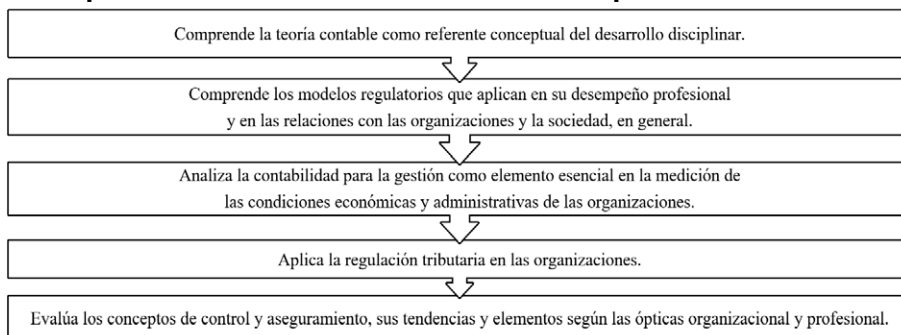 Comprende la teoría contable como referente conceptual del desarrollo disciplinar.
Comprende los modelos regulatorios que aplican en su desempeño profesional
y en las relaciones con las organizaciones y la sociedad, en general.
Analiza la contabilidad para la gestión como elemento esencial en la medición de
las condiciones económicas y administrativas de las organizaciones.
Aplica la regulación tributaria en las organizaciones.
Evalúa los conceptos de control y aseguramiento, sus tendencias y elementos según las ópticas organizacional y profesional.